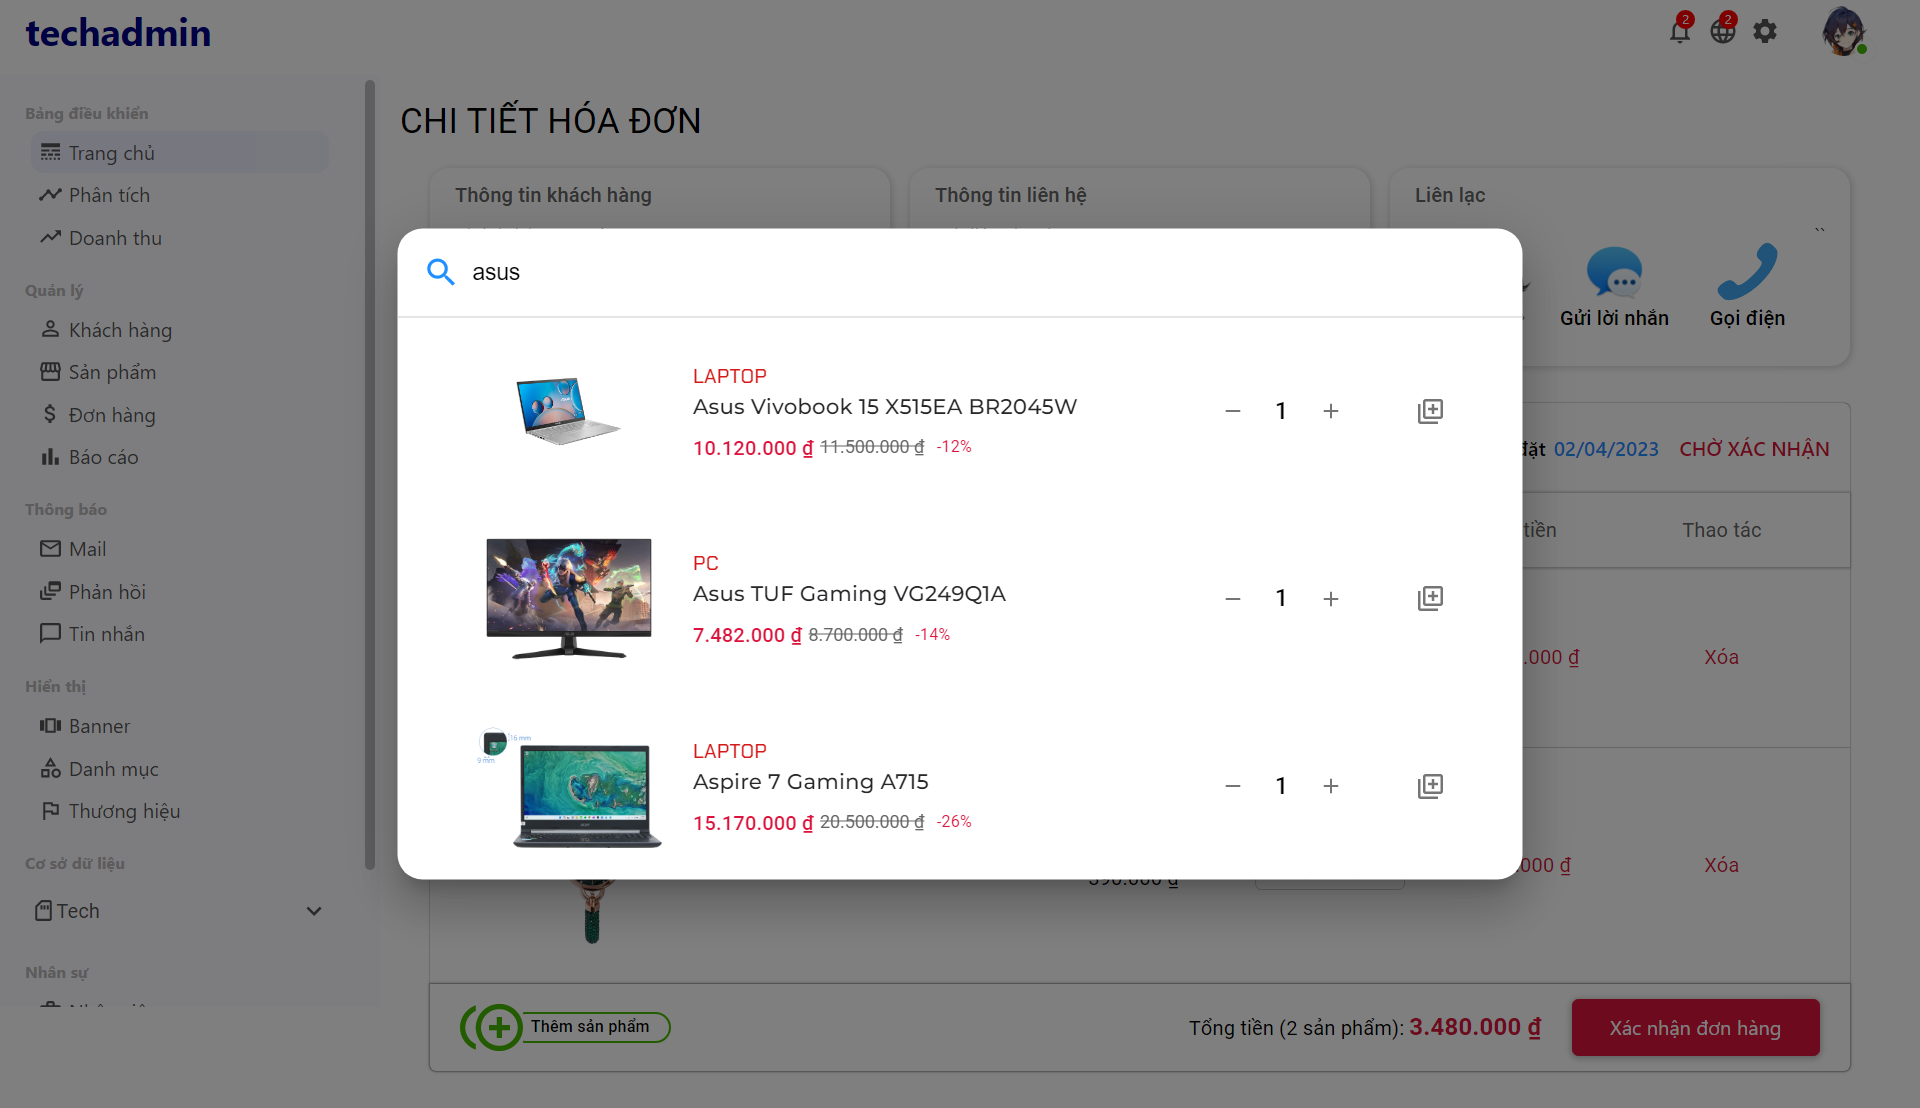 techadmin
2
2
Bảng điều khiển
Trang chủ
Phân tích
Doanh thu
Quản lý
Khách hàng
Sản phẩm
Đơn hàng
Báo cáo
Thông báo
Mail
Phản hồi
Tin nhắn
Hiển thị
Banner
Danh mục
Thương hiệu
Cơ sở dữ liệu
Tech
Nhân sự
CHI TIẾT HÓA ĐƠN
Thông tin khách hàng
Thông tin liên hệ
Liên lạc
``
Gửi lời nhắn
Gọi điện
asus
LAPTOP
Asus Vivobook 15 X515EA BR2045W
10.120.000 ₫ 11.500.000 ₫ -12%
1
PC
Asus TUF Gaming VG249Q1A
7.482.000 ₫ 8.700.000 ₫ -14%
1
16 mm
9 mm
LAPTOP
Aspire 7 Gaming A715
15.170.000 ₫ 20.500.000 ₫ -26%
1
đặt 02/04/2023 CHỜ XÁC NHẬN
tiền
Thao tác
.000 ₫
Xóa
.000 ₫
Xóa
590.000 ₫
Thêm sản phẩm
Tổng tiền (2 sản phẩm): 3.480.000 ₫
Xác nhận đơn hàng